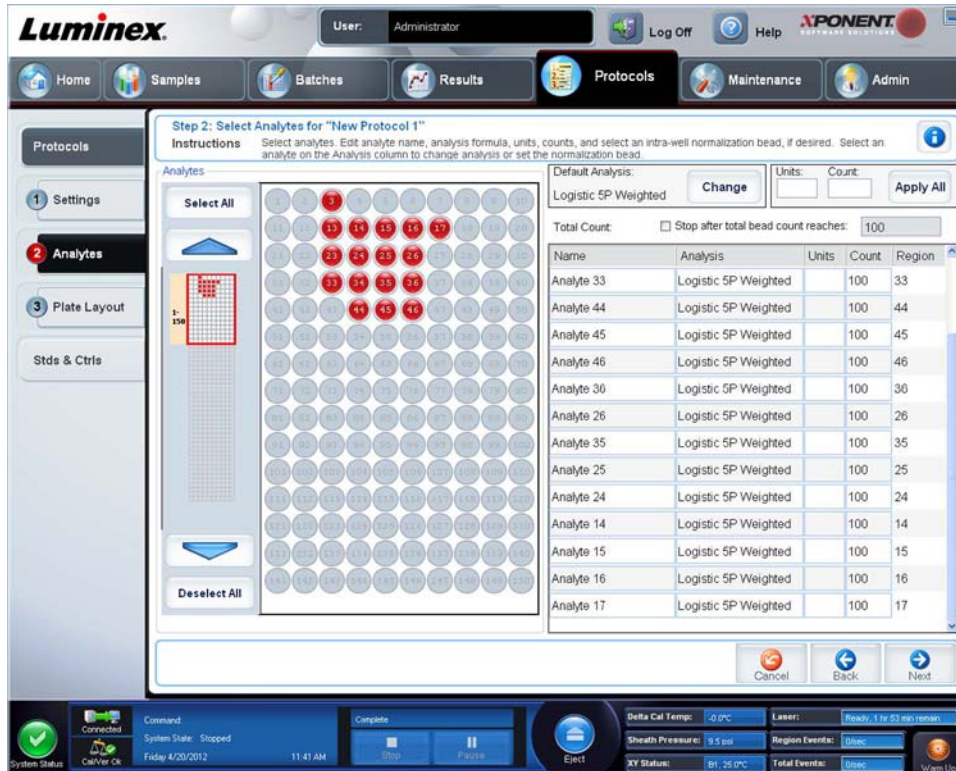 Luminex.
User: Administrator
Log Off
Help
XPONENT.
SOFTWARE SOLUTIONS
Home
Samples
Batches
Results
Protocols
Maintenance
Admin
Protocols
1 Settings
2 Analytes
3 Plate Layout
Stds & Ctrls
Step 2: Select Analytes for "New Protocol 1"
Instructions
Select analytes. Edit analyte name, analysis formula, units, counts, and select an intra-well normalization bead, if desired. Select an
analyte on the Analysis column to change analysis or set the normalization bead.
Analytes
Select All
1-
150
Deselect All
3
13 14 15 16 17
23 24 25 26
33 34 35 36
44 45 46
Default Analysis:
Logistic 5P Weighted
Change
Units: Count:
Apply All
Total Count: Stop after total bead count reaches: 100
Name Analysis Units Count Region
Analyte 33 Logistic 5P Weighted 100 33
Analyte 44 Logistic 5P Weighted 100 44
Analyte 45 Logistic 5P Weighted 100 45
Analyte 46 Logistic 5P Weighted 100 46
Analyte 36 Logistic 5P Weighted 100 36
Analyte 26 Logistic 5P Weighted 100 26
Analyte 35 Logistic 5P Weighted 100 35
Analyte 25 Logistic 5P Weighted 100 25
Analyte 24 Logistic 5P Weighted 100 24
Analyte 14 Logistic 5P Weighted 100 14
Analyte 15 Logistic 5P Weighted 100 15
Analyte 16 Logistic 5P Weighted 100 16
Analyte 17 Logistic 5P Weighted 100 17
Cancel
Back
Next
System Status
Connected
Cal/Ver Ok
Command
System State: Stopped
Friday 4/20/2012 11:41 AM
Complete
Stop
Pause
Eject
Delta Cal Temp: -0.0°C
Sheath Pressure: 9.5 psi
XY Status: B1, 25.0°C
Laser: Ready, 1 hr 53 min remain
Region Events: 0/sec
Total Events: 0/sec
Warm Up